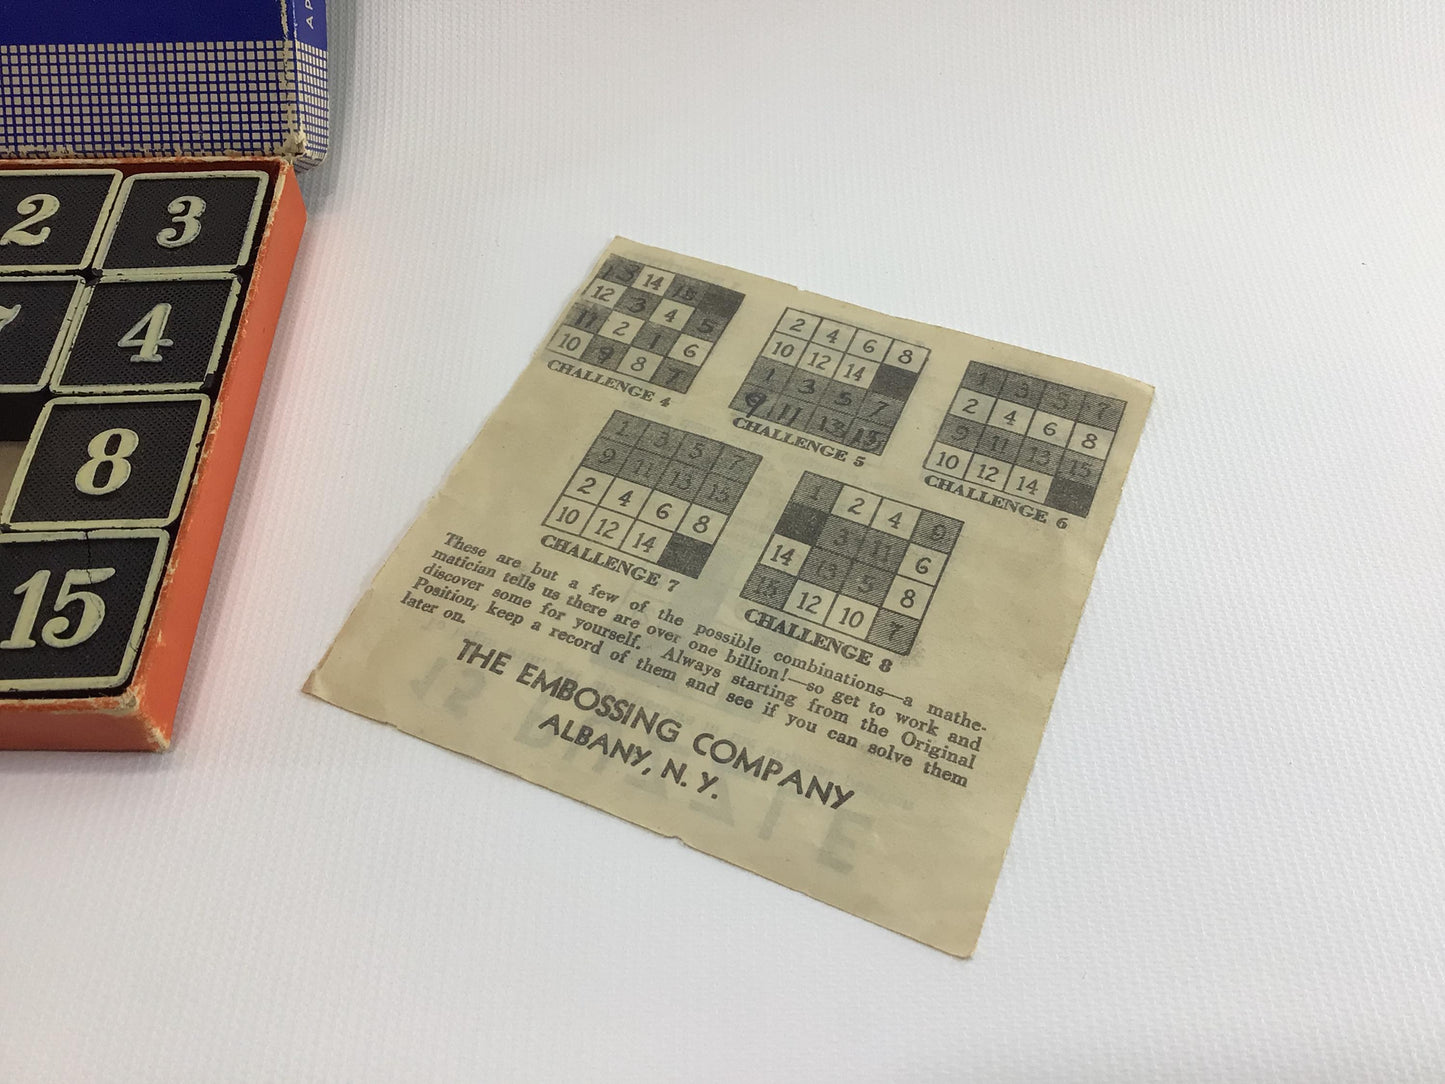 2 3
7 4
8
15
13 14 15
12 3 4 5
11 2 1 6
10 9 8 7
CHALLENGE 4
2 4 6 8
10 12 14
1 3 5 7
9 11 13 15
CHALLENGE 5
1 3 5 7
2 4 6 8
9 11 13 15
10 12 14
CHALLENGE 6
1 3 5 7
9 11 13 15
2 4 6 8
10 12 14
CHALLENGE 7
1 2 4 9
3 11 6
14 13 5 8
15 12 10 7
CHALLENGE 8
These are but a few of the possible combinations—a mathe-
matician tells us there are over one billion!—so get to work and
discover some for yourself. Always starting from the Original
Position, keep a record of them and see if you can solve them
later on.
THE EMBOSSING COMPANY
ALBANY, N. Y.